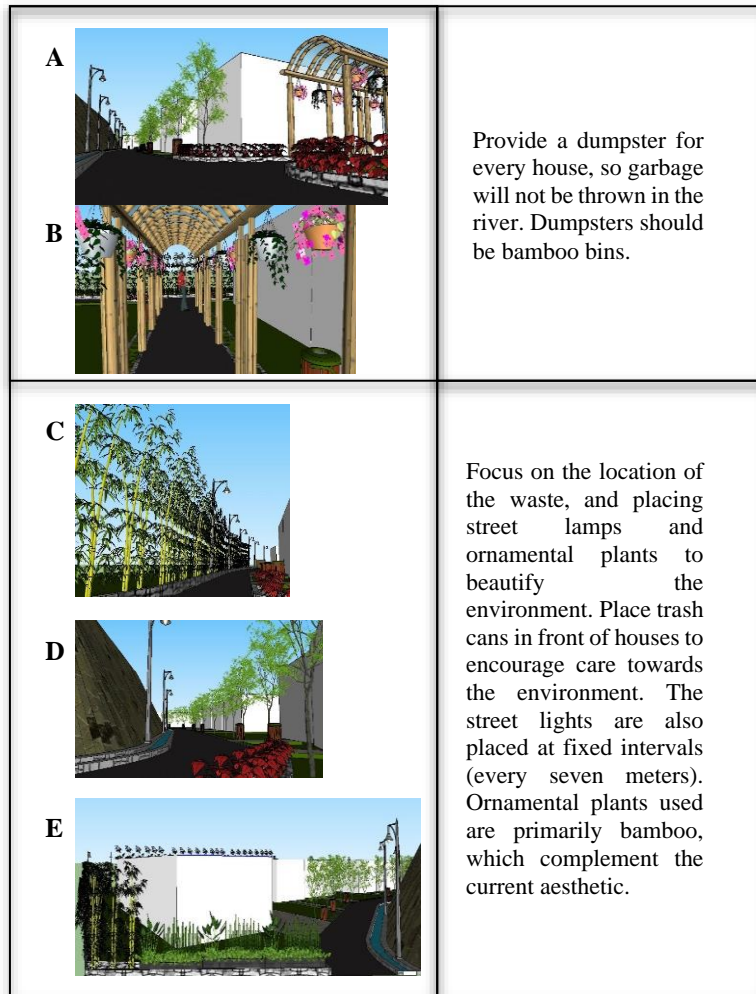 A
B
Provide a dumpster for
every house, so garbage
will not be thrown in the
river. Dumpsters should
be bamboo bins.
C
D
E
Focus on the location of
the waste, and placing
street lamps and
ornamental plants to
beautify the
environment. Place trash
cans in front of houses to
encourage care towards
the environment. The
street lights are also
placed at fixed intervals
(every seven meters).
Ornamental plants used
are primarily bamboo,
which complement the
current aesthetic.